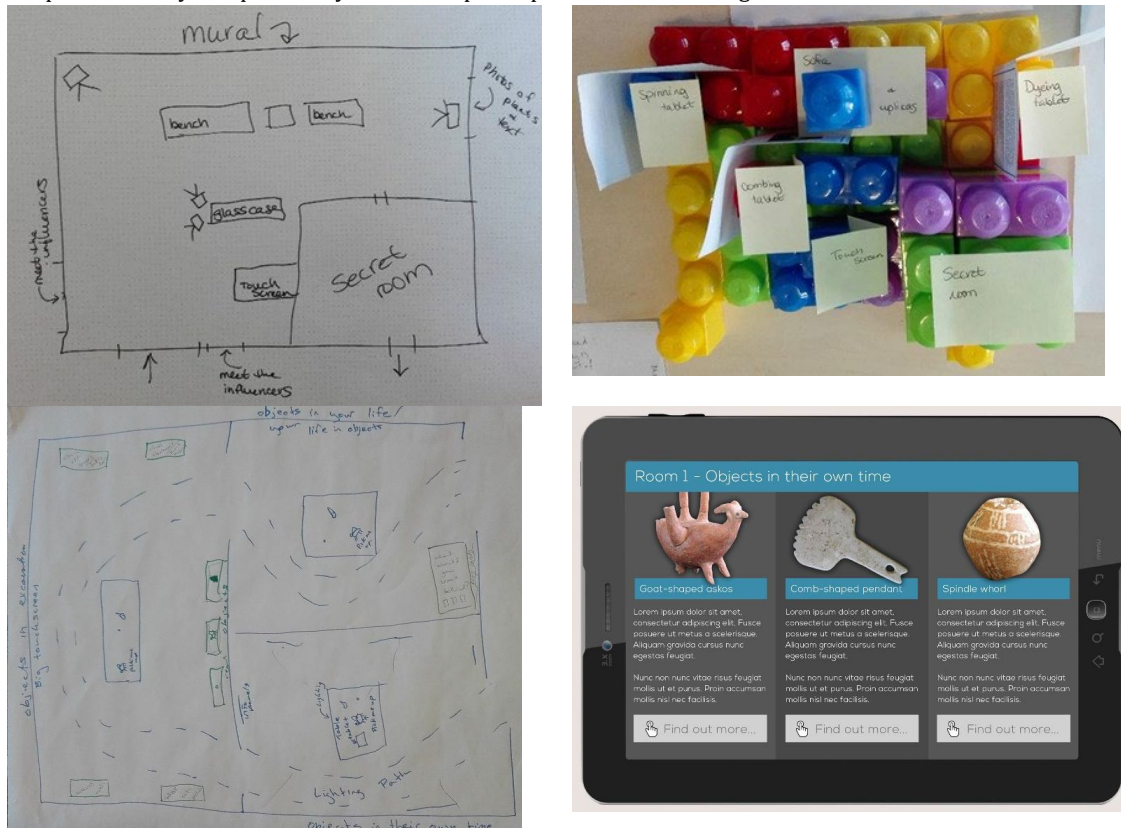 mural
bench
bench
photos of
plants
&
text
meet the
influencers
glasscase
Touch
Screen
Secret
room
meet the
influencers
Spinning
tablet
Sofa
&
uplibas
Dyeing
tablet
Combing
tablet
Touch
screen
Secret
room
objects in your life/
your life in objects
objects in excavation
Big touchscreen
Lighting Path
objects in their own time
Room 1 - Objects in their own time
Goat-shaped askos
Comb-shaped pendant
Spindle whorl
Lorem ipsum dolor sit amet,
consectetur adipiscing elit. Fusce
posuere ut metus a scelerisque.
Aliquam gravida cursus nunc
egestas feugiat.
Nunc non nunc vitae risus feugiat
mollis ut et purus. Proin accumsan
mollis nisl nec facilisis.
Find out more...
Lorem ipsum dolor sit amet,
consectetur adipiscing elit. Fusce
posuere ut metus a scelerisque.
Aliquam gravida cursus nunc
egestas feugiat.
Nunc non nunc vitae risus feugiat
mollis ut et purus. Proin accumsan
mollis nisl nec facilisis.
Find out more...
Lorem ipsum dolor sit amet,
consectetur adipiscing elit. Fusce
posuere ut metus a scelerisque.
Aliquam gravida cursus nunc
egestas feugiat.
Nunc non nunc vitae risus feugiat
mollis ut et purus. Proin accumsan
mollis nisl nec facilisis.
Find out more...